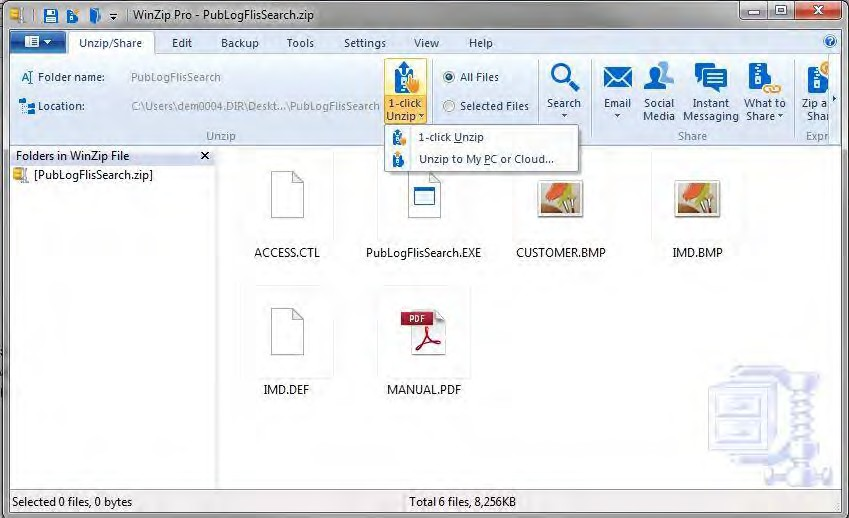 WinZip Pro - PubLogFlisSearch.zip
Unzip/Share Edit Backup Tools Settings View Help
Folder name: PubLogFlisSearch
Location: C:\Users\dem0004.DIR\Deskt...\PubLogFlisSearch
1-click
Unzip
All Files
Selected Files
Search
Email
Social
Media
Instant
Messaging
What to
Share
Zip a
Shar
Unzip
Share
Expr
1-click Unzip
Unzip to My PC or Cloud...
Folders in WinZip File
[PubLogFlisSearch.zip]
ACCESS.CTL
PubLogFlisSearch.EXE
CUSTOMER.BMP
IMD.BMP
IMD.DEF
PDF
MANUAL.PDF
Selected 0 files, 0 bytes
Total 6 files, 8,256KB